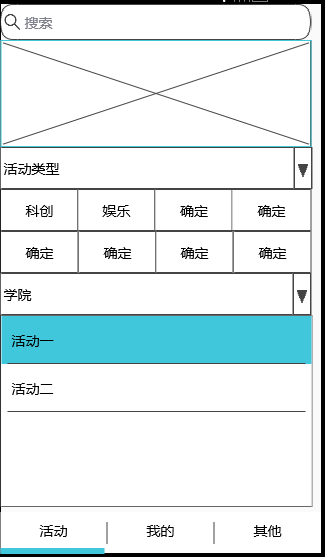 搜索
活动类型
科创 娱乐 确定 确定
确定 确定 确定 确定
学院
活动一
活动二
活动 我的 其他